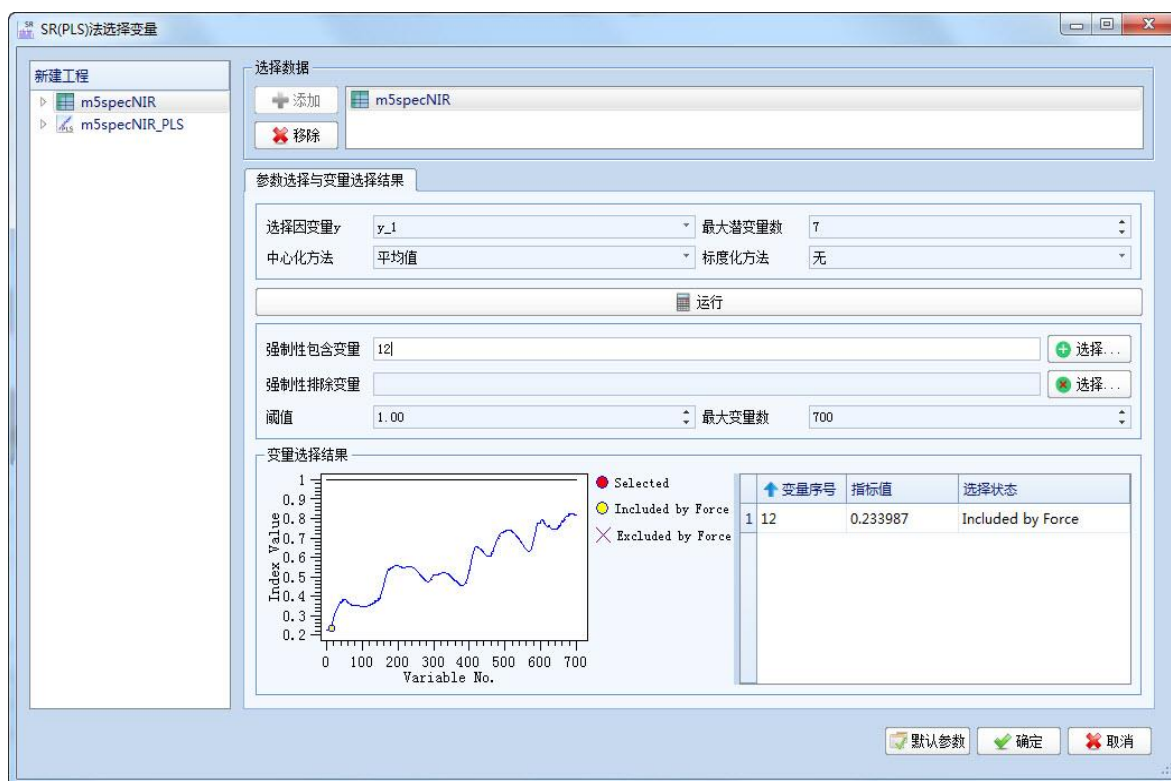 SR(PLS)法选择变量
新建工程
m5specNIR
m5specNIR_PLS
选择数据
添加
m5specNIR
移除
参数选择与变量选择结果
选择因变量y y_1 最大潜变量数 7
中心化方法 平均值 标度化方法 无
运行
强制性包含变量 12 选择...
强制性排除变量 选择...
阈值 1.00 最大变量数 700
变量选择结果
1
0.9
0.8
0.7
0.6
0.5
0.4
0.3
0.2
Index Value
0 100 200 300 400 500 600 700
Variable No.
Selected
Included by Force
Excluded by Force
变量序号 指标值 选择状态
1 12 0.233987 Included by Force
默认参数 确定 取消